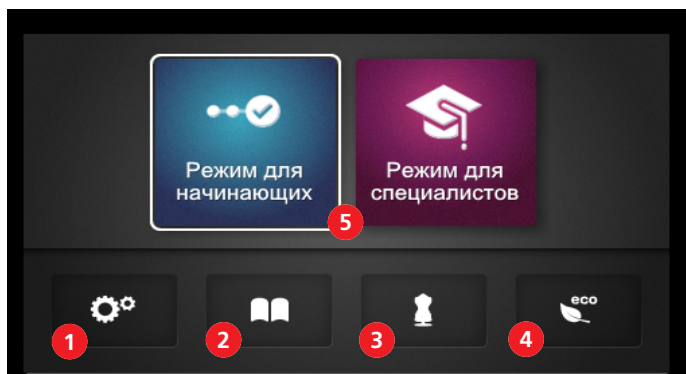 Режим для
начинающих
Режим для
специалистов
5
eco
1
2
3
4